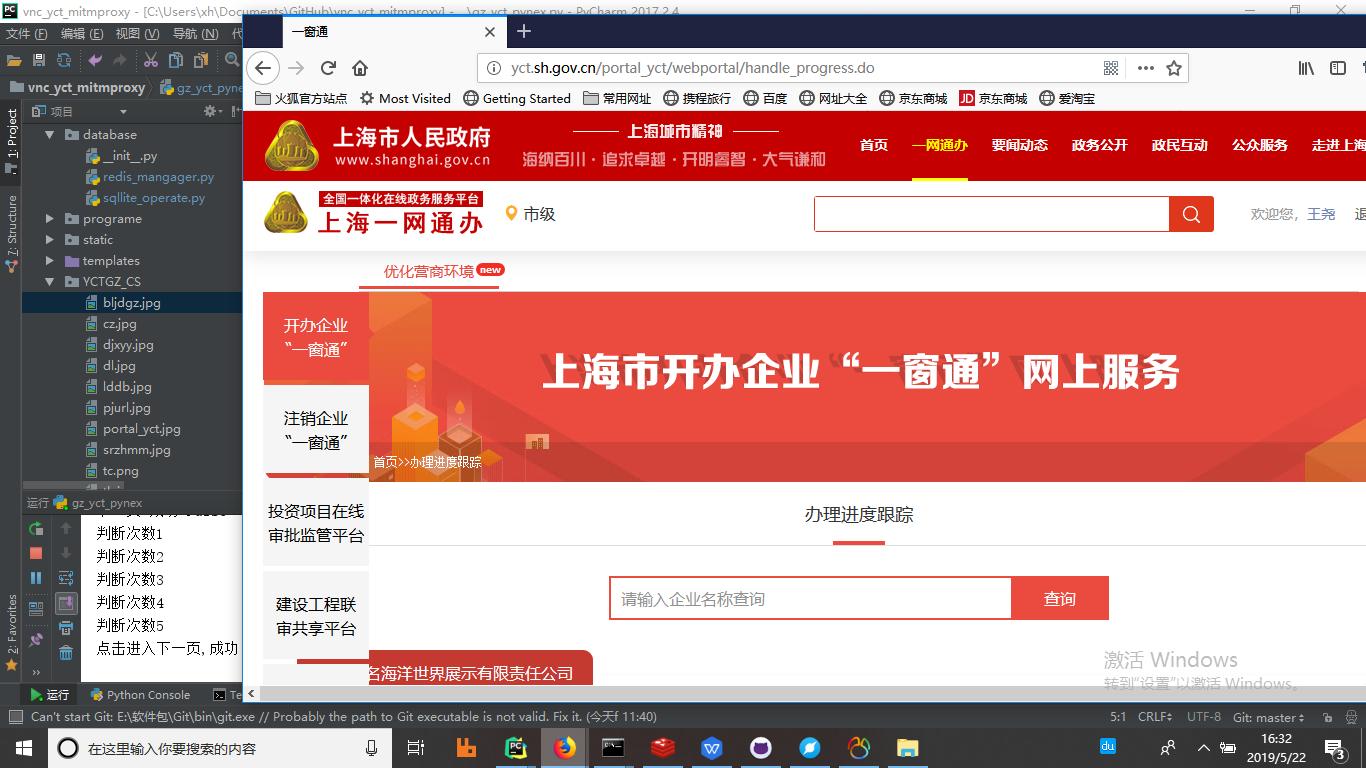 vnc_yct_mitmproxy - [C:\Users\xh\Documents\GitHub\vnc_yct_mitmproxy] - ...\gz_yct_pynex.py - PyCharm 2017.2.4
文件 (F) 编辑 (E) 视图 (V) 导航 (N) 代
vnc_yct_mitmproxy gz_yct_pyne
1: Project
项目
database
__init__.py
redis_mangager.py
sqllite_operate.py
programe
static
templates
YCTGZ_CS
bljdgz.jpg
cz.jpg
djxyy.jpg
dl.jpg
lddb.jpg
pjurl.jpg
portal_yct.jpg
srzhmm.jpg
tc.png
7: Structure
2: Favorites
运行 gz_yct_pynex
判断次数1
判断次数2
判断次数3
判断次数4
判断次数5
点击进入下一页,成功
运行 Python Console Te
Can't start Git: E:\软件包\Git\bin\git.exe // Probably the path to Git executable is not valid. Fix it. (今天f 11:40)
5:1 CRLF UTF-8 Git: master
一窗通
yct.sh.gov.cn/portal_yct/webportal/handle_progress.do
火狐官方站点 Most Visited Getting Started 常用网址 携程旅行 百度 网址大全 京东商城 JD 京东商城 爱淘宝
上海市人民政府
www.shanghai.gov.cn
上海城市精神
海纳百川·追求卓越·开明睿智·大气谦和
首页 一网通办 要闻动态 政务公开 政民互动 公众服务 走进上海
全国一体化在线政务服务平台
上海一网通办
市级
欢迎您, 王尧 退
优化营商环境 new
开办企业
“一窗通”
注销企业
“一窗通”
投资项目在线
审批监管平台
建设工程联
审共享平台
上海市开办企业“一窗通”网上服务
首页>>办理进度跟踪
办理进度跟踪
请输入企业名称查询 查询
名海洋世界展示有限责任公司
激活 Windows
转到“设置”以激活 Windows。
在这里输入你要搜索的内容
du
16:32
2019/5/22
3